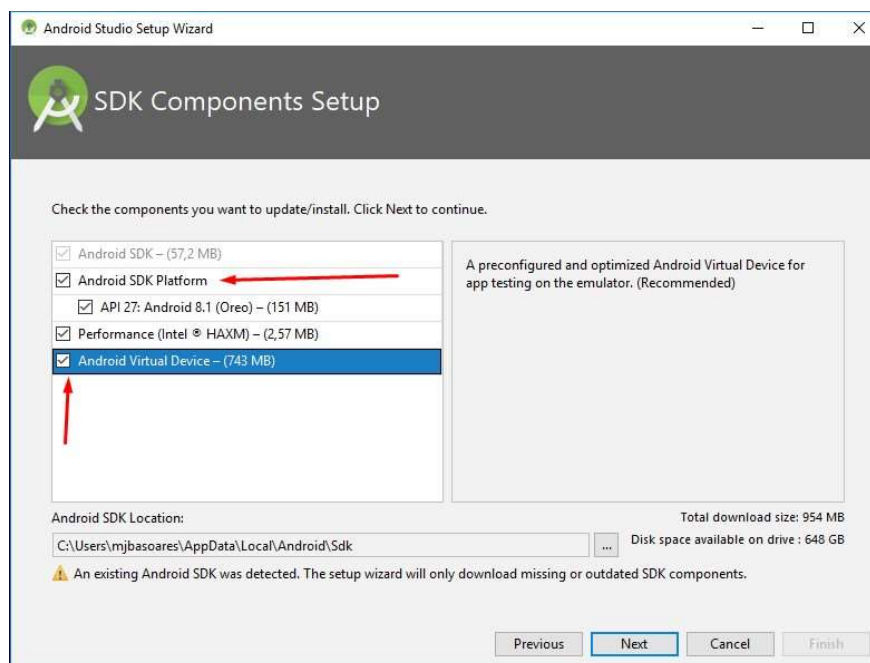 Android Studio Setup Wizard
SDK Components Setup
Check the components you want to update/install. Click Next to continue.
Android SDK – (57,2 MB)
Android SDK Platform
API 27: Android 8.1 (Oreo) – (151 MB)
Performance (Intel ® HAXM) – (2,57 MB)
Android Virtual Device – (743 MB)
A preconfigured and optimized Android Virtual Device for
app testing on the emulator. (Recommended)
Android SDK Location:
Total download size: 954 MB
C:\Users\mjbasoares\AppData\Local\Android\Sdk
...
Disk space available on drive : 648 GB
An existing Android SDK was detected. The setup wizard will only download missing or outdated SDK components.
Previous
Next
Cancel
Finish